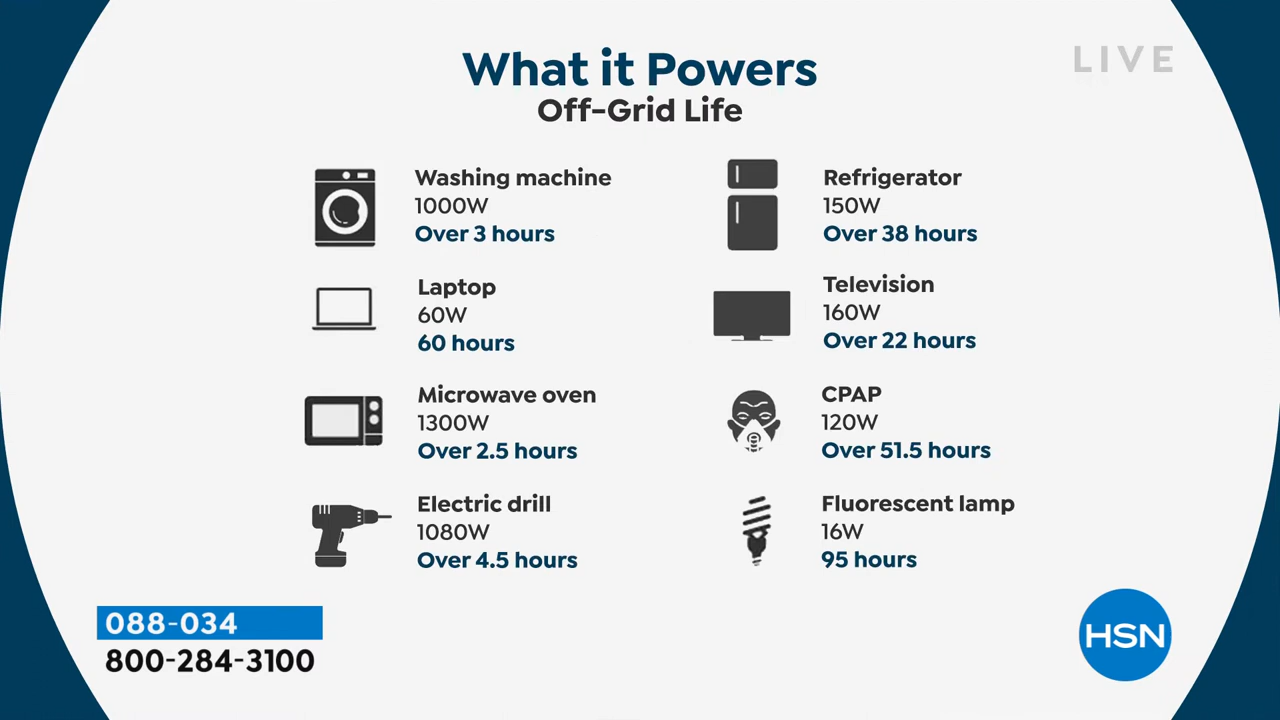 What it Powers
Off-Grid Life
LIVE
Washing machine
1000W
Over 3 hours
Refrigerator
150W
Over 38 hours
Laptop
60W
60 hours
Television
160W
Over 22 hours
Microwave oven
1300W
Over 2.5 hours
CPAP
120W
Over 51.5 hours
Electric drill
1080W
Over 4.5 hours
Fluorescent lamp
16W
95 hours
088-034
800-284-3100
HSN